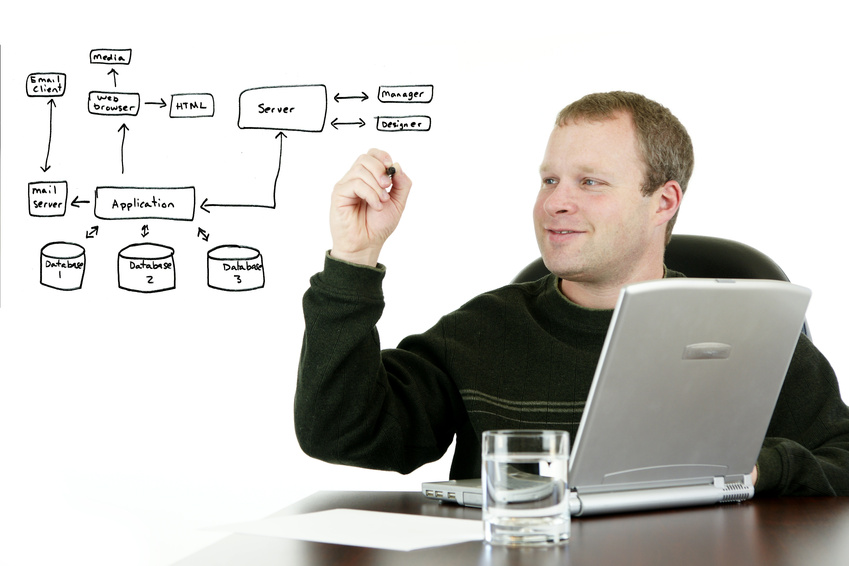 Media
Email
client
web
browser
HTML
Server
Manager
Designer
mail
server
Application
Database
1
Database
2
Database
3